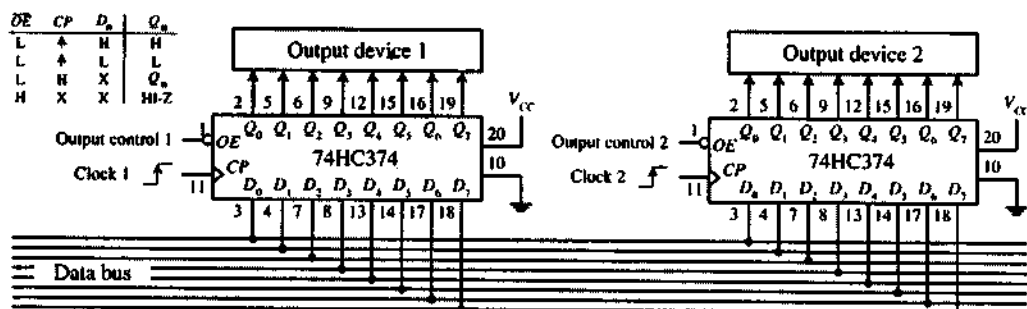 OE CP Dn Qn
L ↑ H H
L ↑ L L
L H X Qn
H X X HI-Z
Output device 1
2 5 6 9 12 15 16 19
VCC
Q0 Q1 Q2 Q3 Q4 Q5 Q6 Q7
20
Output control 1
1
OE
74HC374
10
Clock 1
CP
11
D0 D1 D2 D3 D4 D5 D6 D7
3 4 7 8 13 14 17 18
Output device 2
2 5 6 9 12 15 16 19
VCC
Q0 Q1 Q2 Q3 Q4 Q5 Q6 Q7
20
Output control 2
1
OE
74HC374
10
Clock 2
CP
11
D0 D1 D2 D3 D4 D5 D6 D7
3 4 7 8 13 14 17 18
Data bus